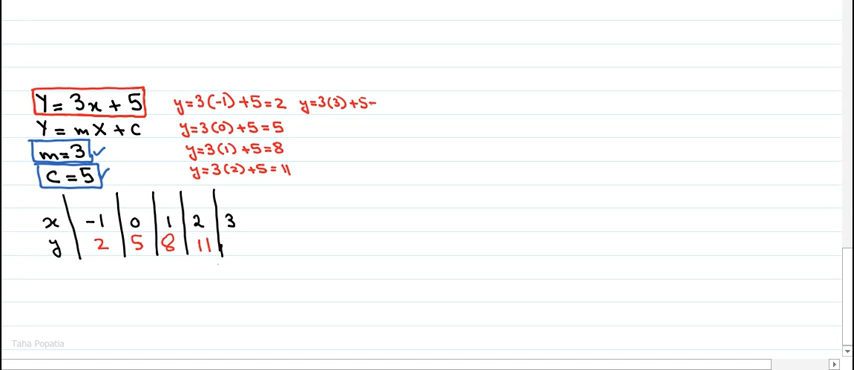 Y = 3x + 5 y=3(-1)+5=2 y=3(3)+5-
Y = mX + C y=3(0)+5=5
m=3 y=3(1)+5=8
C=5 y=3(2)+5=11
x -1 0 1 2 3
y 2 5 8 11
Taha Popatia